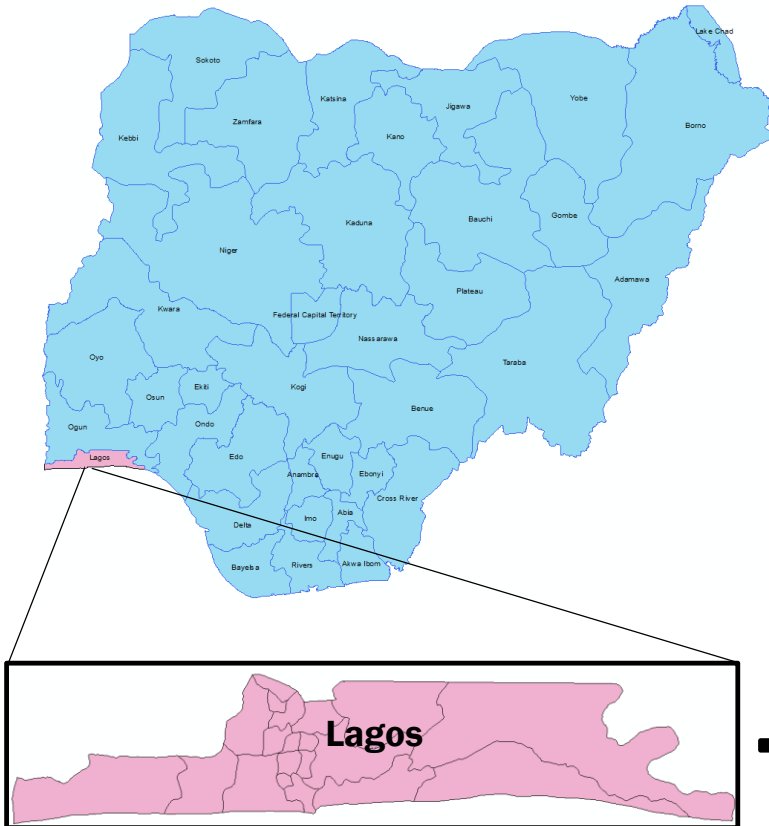 Lake Chad
Sokoto
Katsina
Yobe
Jigawa
Zamfara
Borno
Kano
Kebbi
Gombe
Bauchi
Kaduna
Niger
Adamawa
Plateau
Kwara
Federal Capital Territory
Nassarawa
Oyo
Taraba
Ekiti
Kogi
Osun
Benue
Ondo
Ogun
Enugu
Lagos
Edo
Anambra
Ebonyi
Cross River
Abia
Imo
Delta
Akwa Ibom
Rivers
Bayelsa
Lagos